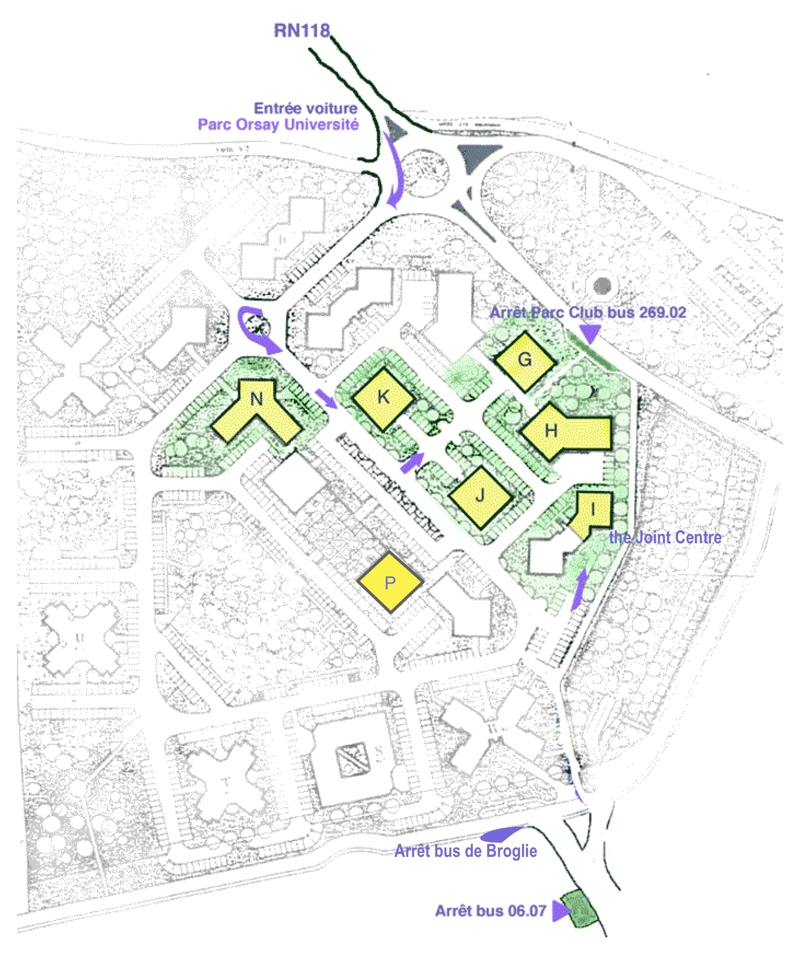 RN118
Entrée voiture
Parc Orsay Université
Arrêt Parc Club bus 269.02
G
K
N
H
J
I
the Joint Centre
P
U
S
T
Arrêt bus de Broglie
Arrêt bus 06.07